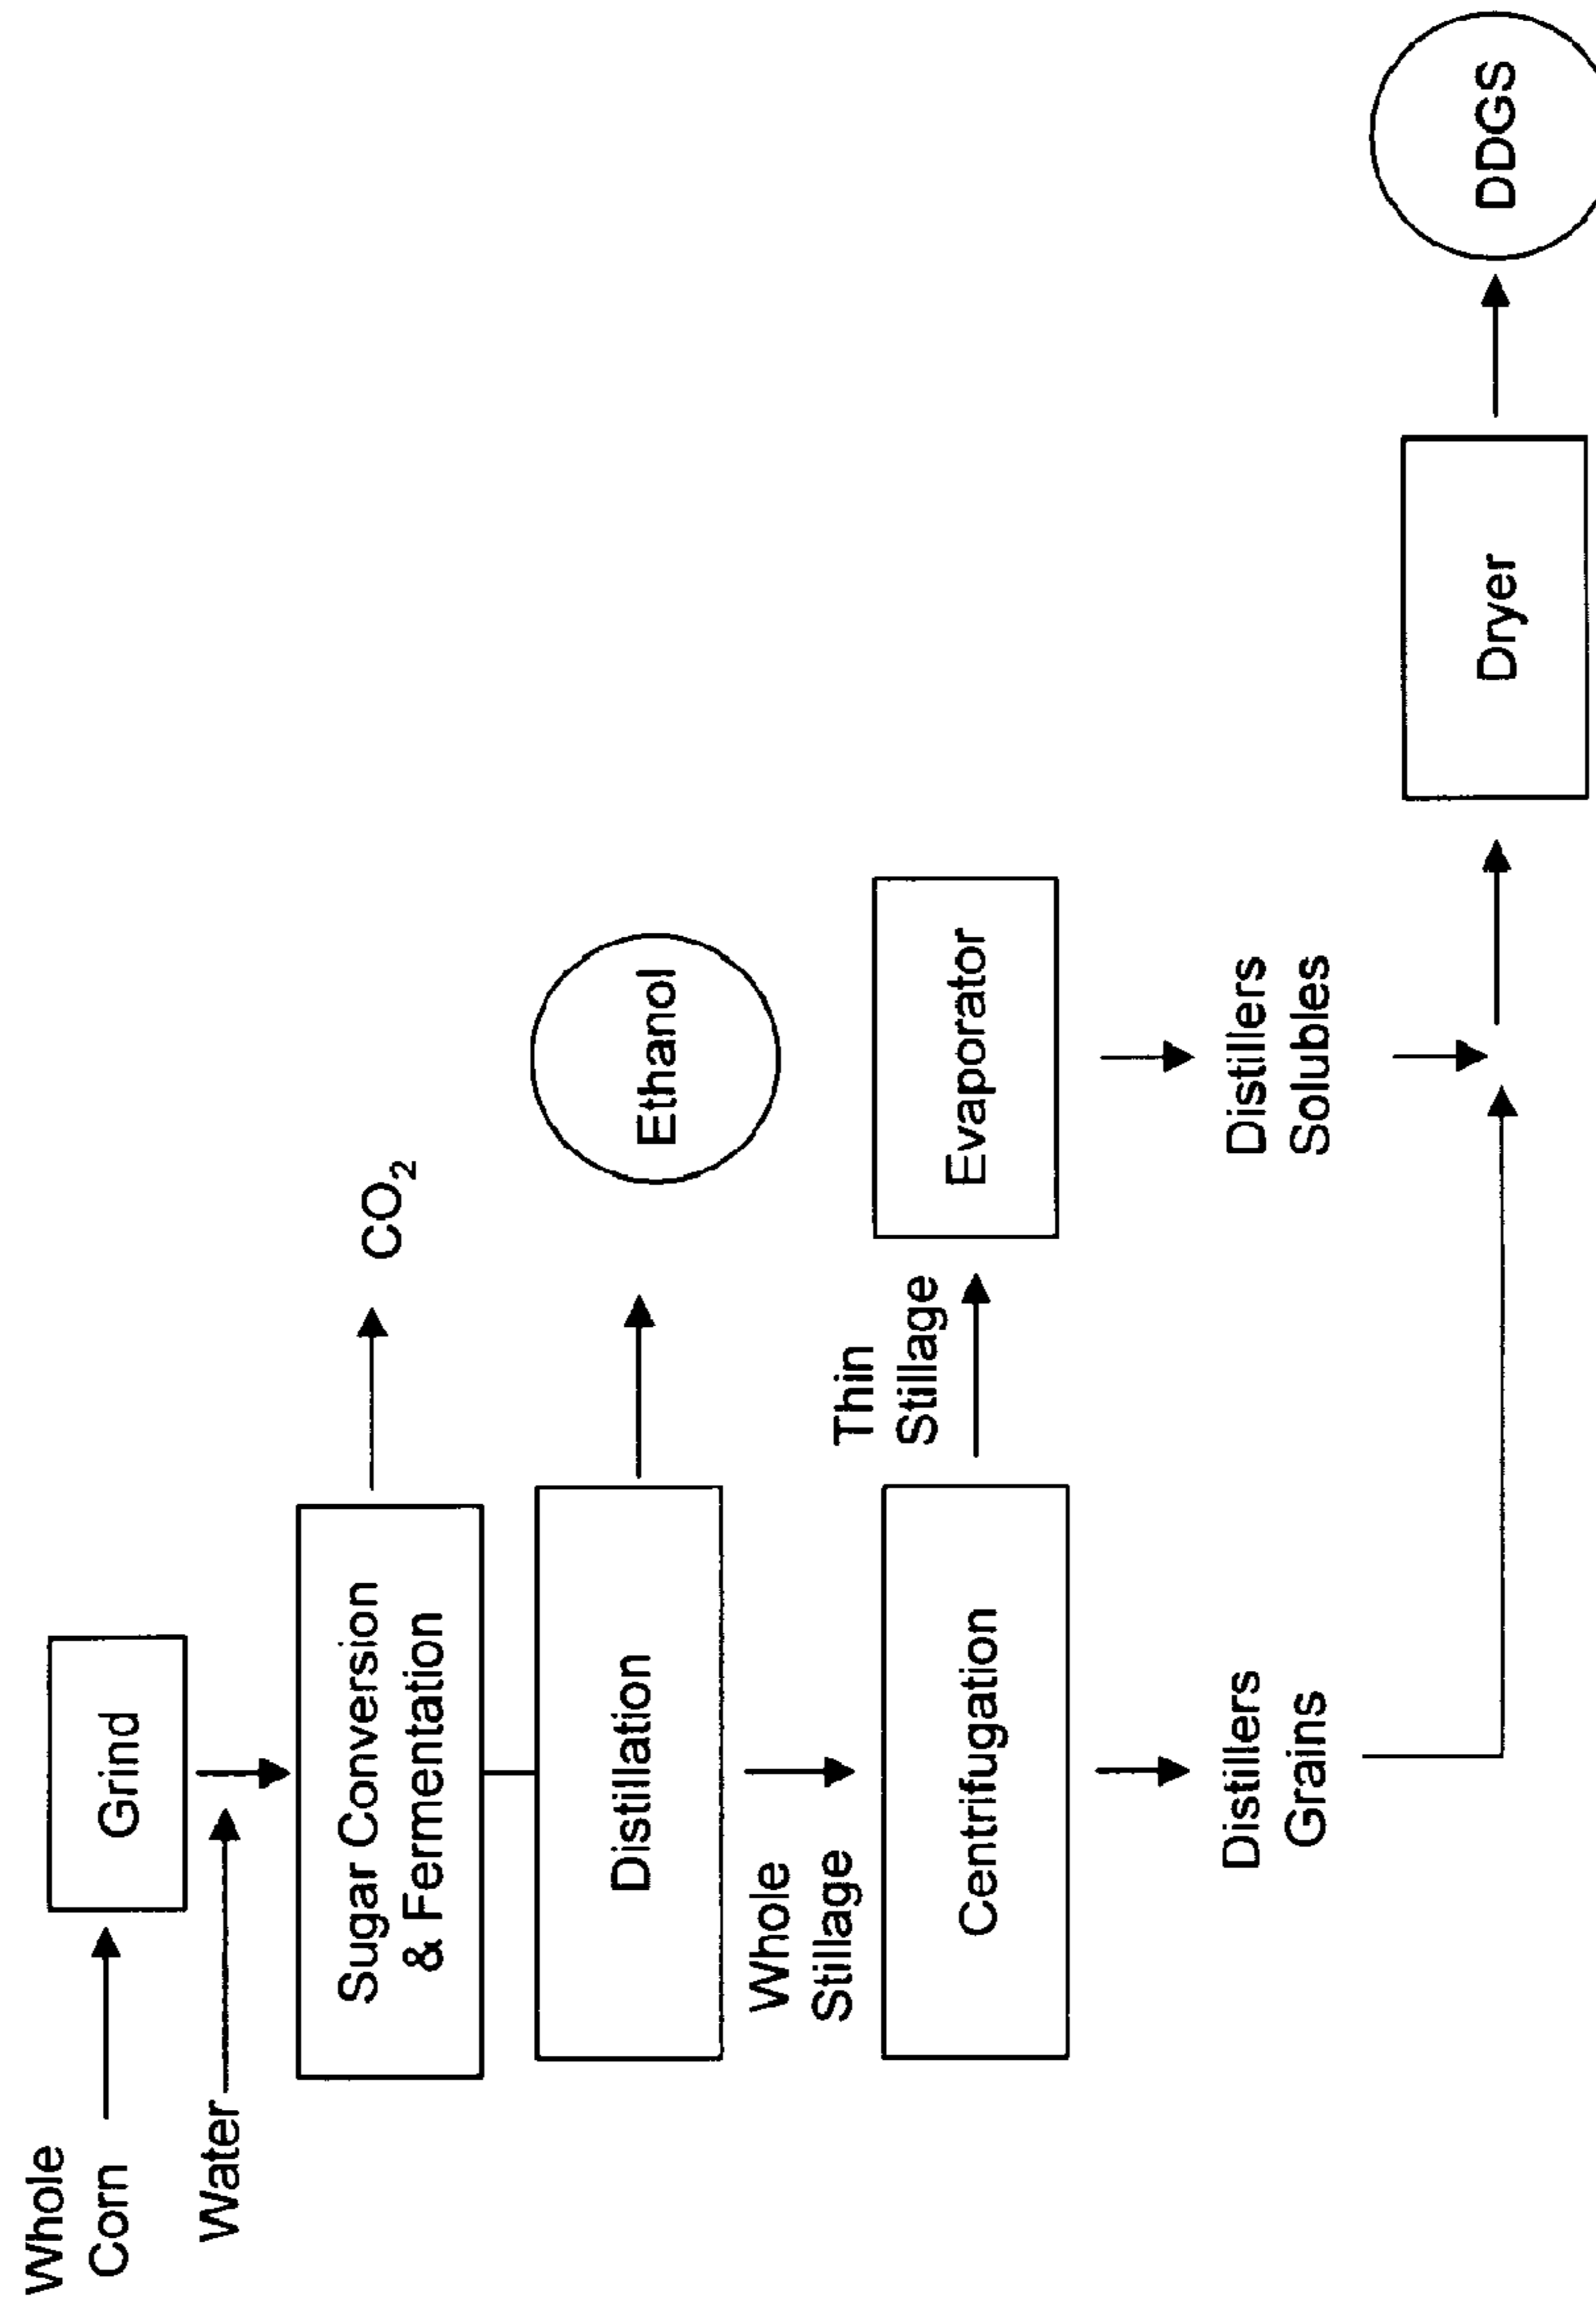 Whole
Corn
Grind
Water
Sugar Conversion
& Fermentation
CO₂
Distillation
Ethanol
Whole
Stillage
Thin
Stillage
Centrifugation
Evaporator
Distillers
Grains
Distillers
Solubles
Dryer
DDGS